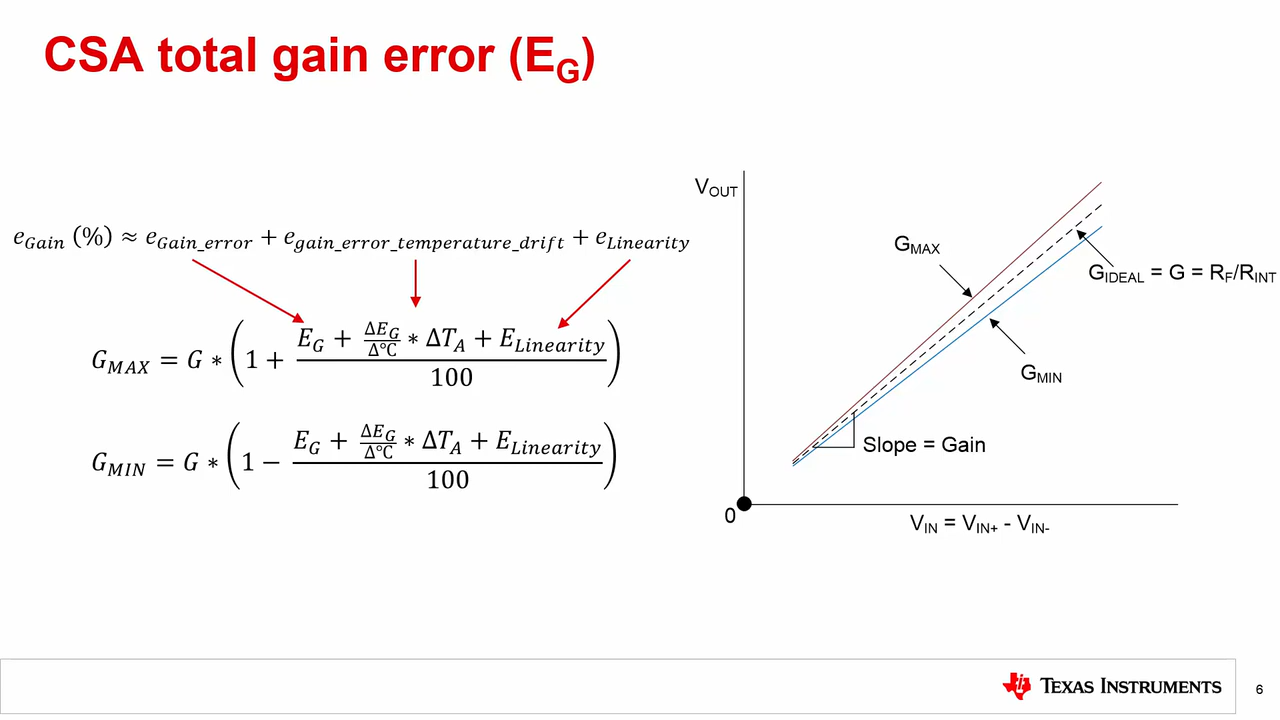 CSA total gain error (E_G)
e_Gain (%) ≈ e_Gain_error + e_gain_error_temperature_drift + e_Linearity
G_MAX = G ∗ (1 + (E_G + ΔE_G/Δ°C ∗ ΔT_A + E_Linearity)/100)
G_MIN = G ∗ (1 − (E_G + ΔE_G/Δ°C ∗ ΔT_A + E_Linearity)/100)
V_OUT
G_MAX
G_IDEAL = G = R_F/R_INT
G_MIN
Slope = Gain
0
V_IN = V_IN+ - V_IN-
TEXAS INSTRUMENTS
6